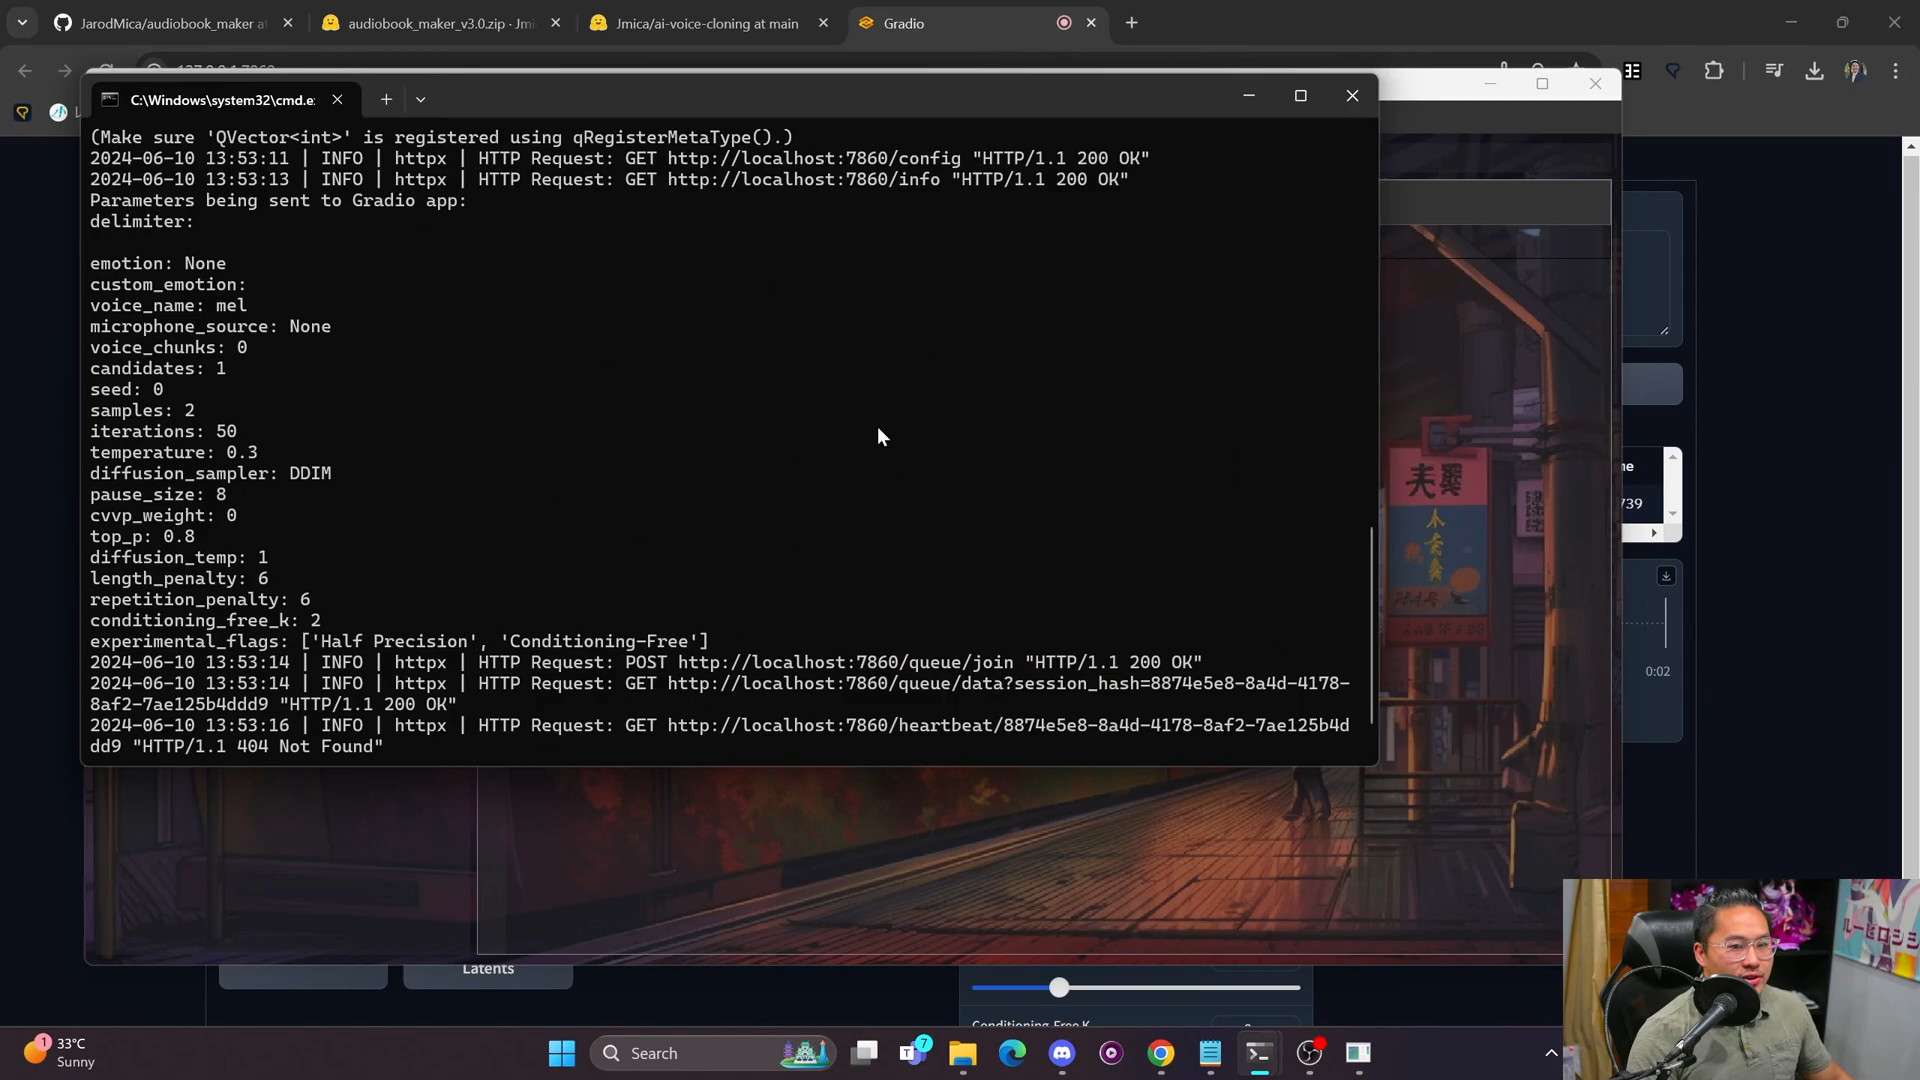 JarodMica/audiobook_maker a
audiobook_maker_v3.0.zip · Jmi
Jmica/ai-voice-cloning at main
Gradio
C:\Windows\system32\cmd.e:
(Make sure 'QVector<int>' is registered using qRegisterMetaType().)
2024-06-10 13:53:11 | INFO | httpx | HTTP Request: GET http://localhost:7860/config "HTTP/1.1 200 OK"
2024-06-10 13:53:13 | INFO | httpx | HTTP Request: GET http://localhost:7860/info "HTTP/1.1 200 OK"
Parameters being sent to Gradio app:
delimiter:
emotion: None
custom_emotion:
voice_name: mel
microphone_source: None
voice_chunks: 0
candidates: 1
seed: 0
samples: 2
iterations: 50
temperature: 0.3
diffusion_sampler: DDIM
pause_size: 8
cvvp_weight: 0
top_p: 0.8
diffusion_temp: 1
length_penalty: 6
repetition_penalty: 6
conditioning_free_k: 2
experimental_flags: ['Half Precision', 'Conditioning-Free']
2024-06-10 13:53:14 | INFO | httpx | HTTP Request: POST http://localhost:7860/queue/join "HTTP/1.1 200 OK"
2024-06-10 13:53:14 | INFO | httpx | HTTP Request: GET http://localhost:7860/queue/data?session_hash=8874e5e8-8a4d-4178-
8af2-7ae125b4ddd9 "HTTP/1.1 200 OK"
2024-06-10 13:53:16 | INFO | httpx | HTTP Request: GET http://localhost:7860/heartbeat/8874e5e8-8a4d-4178-8af2-7ae125b4d
dd9 "HTTP/1.1 404 Not Found"
me
739
0:02
Latents
Conditioning-Free K
33°C
Sunny
Search
7